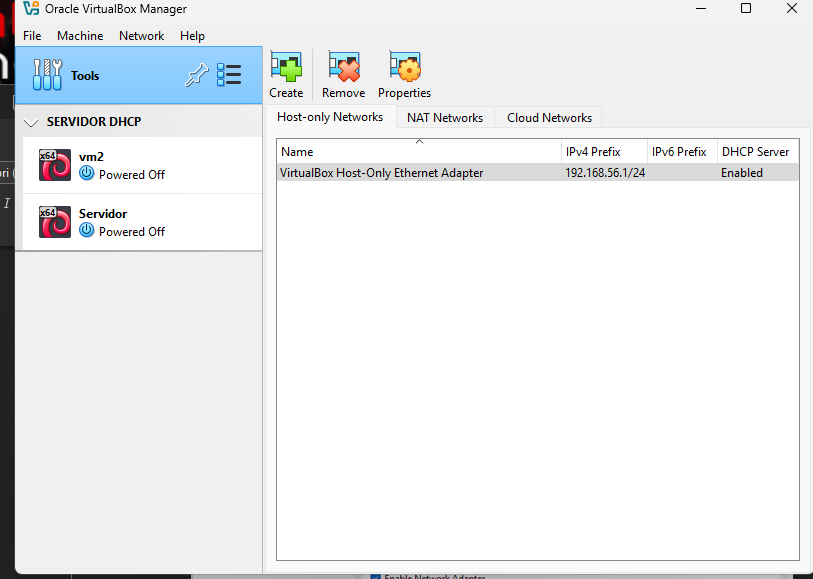 Oracle VirtualBox Manager
File Machine Network Help
Tools
Create Remove Properties
SERVIDOR DHCP
x64 vm2
Powered Off
x64 Servidor
Powered Off
Host-only Networks NAT Networks Cloud Networks
Name IPv4 Prefix IPv6 Prefix DHCP Server
VirtualBox Host-Only Ethernet Adapter 192.168.56.1/24 Enabled
Enable Network Adapter